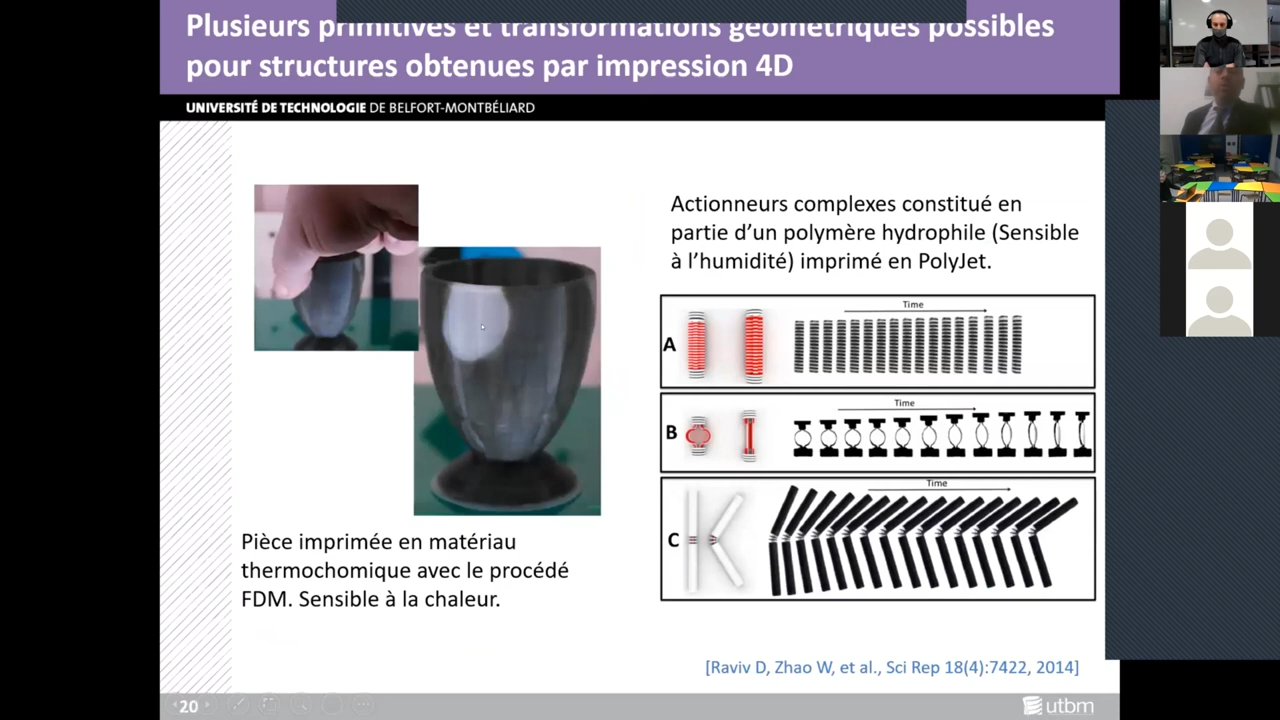 Plusieurs primitives et transformations géométriques possibles
pour structures obtenues par impression 4D
UNIVERSITÉ DE TECHNOLOGIE DE BELFORT-MONTBÉLIARD
Actionneurs complexes constitué en
partie d’un polymère hydrophile (Sensible
à l’humidité) imprimé en PolyJet.
A
Time
B
Time
C
Time
Pièce imprimée en matériau
thermochomique avec le procédé
FDM. Sensible à la chaleur.
[Raviv D, Zhao W, et al., Sci Rep 18(4):7422, 2014]
20
utbm